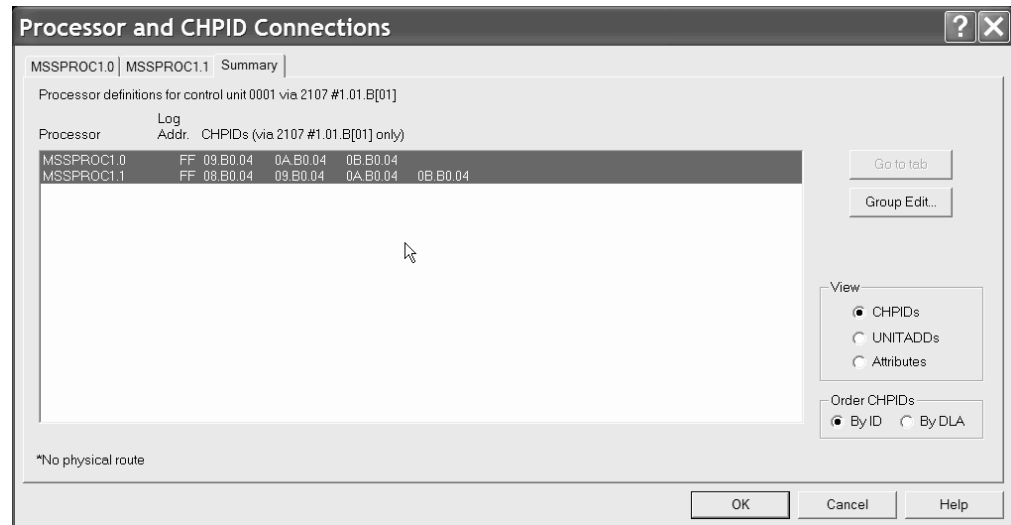 Processor and CHPID Connections
MSSPROC1.0 MSSPROC1.1 Summary
Processor definitions for control unit 0001 via 2107 #1.01.B[01]
Log
Processor Addr. CHPIDs (via 2107 #1.01.B[01] only)
MSSPROC1.0 FF 09.B0.04 0A.B0.04 0B.B0.04
MSSPROC1.1 FF 08.B0.04 09.B0.04 0A.B0.04 0B.B0.04
Go to tab
Group Edit...
View
CHPIDs
UNITADDs
Attributes
Order CHPIDs
By ID By DLA
*No physical route
OK Cancel Help